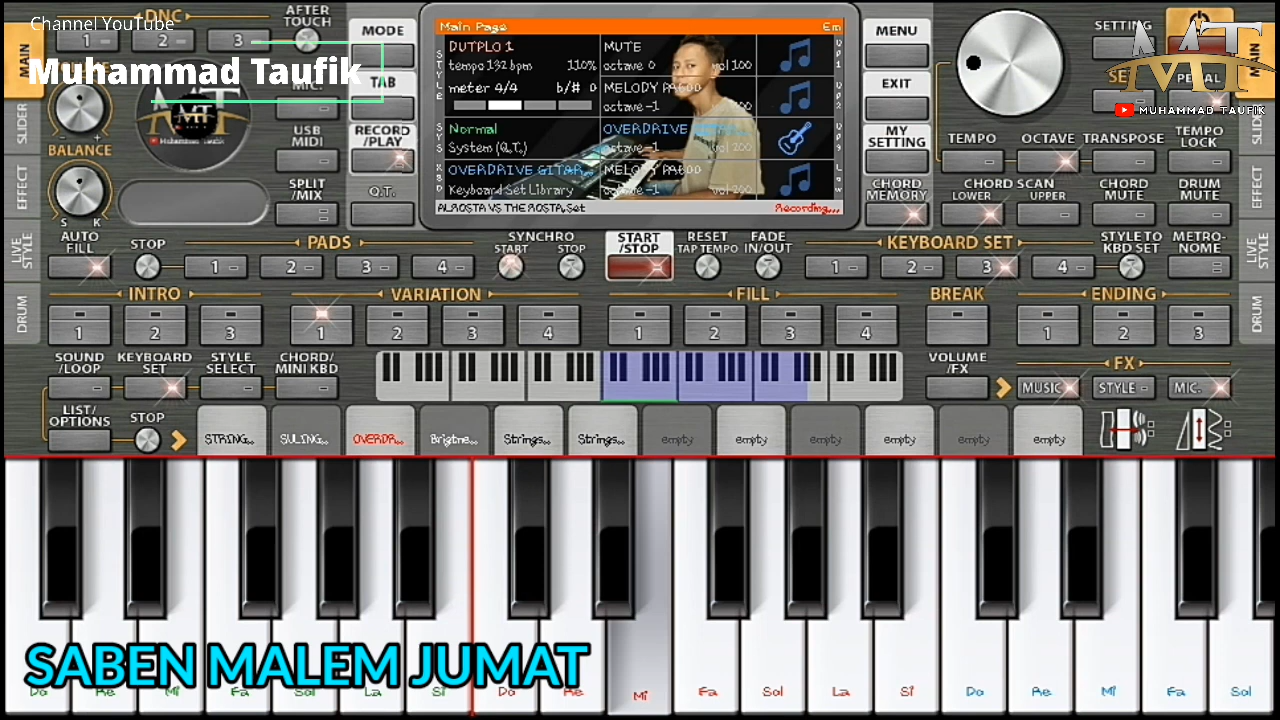 Channel YouTube
Muhammad Taufik
DNC
1 2 3
AFTER TOUCH
MODE
TAB
RECORD /PLAY
Q.T.
MIC.
USB MIDI
SPLIT /MIX
BALANCE
S K
MAIN
SLIDER
EFFECT
LIVE STYLE
DRUM
Main Page Em
DUTPLO 1
tempo 132 bpm 110%
meter 4/4 b/# 0
Normal
System (Q.T.)
OVERDRIVE GITAR...
Keyboard Set Library
MUTE
octave 0 vol 100
MELODY PA600
octave -1
OVERDRIVE GITAR...
octave -1 vol 200
MELODY PA600
octave -1 vol 200
ALROSTA VS THE ROSTA.set Recording...
MENU
EXIT
MY SETTING
CHORD MEMORY
SETTING
PEDAL
MT
MUHAMMAD TAUFIK
TEMPO OCTAVE TRANSPOSE TEMPO LOCK
CHORD SCAN
LOWER UPPER
CHORD MUTE
DRUM MUTE
MAIN
EFFECT
LIVE STYLE
DRUM
AUTO FILL
STOP
PADS
1 2 3 4
SYNCHRO
START STOP
START /STOP
RESET
TAP TEMPO
FADE IN/OUT
KEYBOARD SET
1 2 3 4
STYLE TO KBD SET
METRO-NOME
INTRO
1 2 3
VARIATION
1 2 3 4
FILL
1 2 3 4
BREAK
ENDING
1 2 3
SOUND /LOOP
KEYBOARD SET
STYLE SELECT
CHORD/ MINI KBD
VOLUME /FX
FX
MUSIC STYLE MIC.
LIST/ OPTIONS
STOP
STRING.. SULING.. OVERDR.. Brigtne.. Strings.. Strings.. empty empty empty empty empty empty
SABEN MALEM JUMAT
Do Re Mi Fa Sol La Si Do Re Mi Fa Sol La Si Do Re Mi Fa Sol